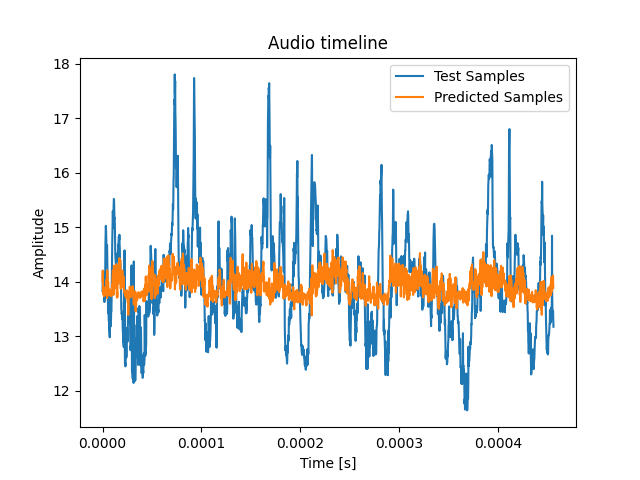 Audio timeline
Test Samples
Predicted Samples
Amplitude
18
17
16
15
14
13
12
0.0000 0.0001 0.0002 0.0003 0.0004
Time [s]